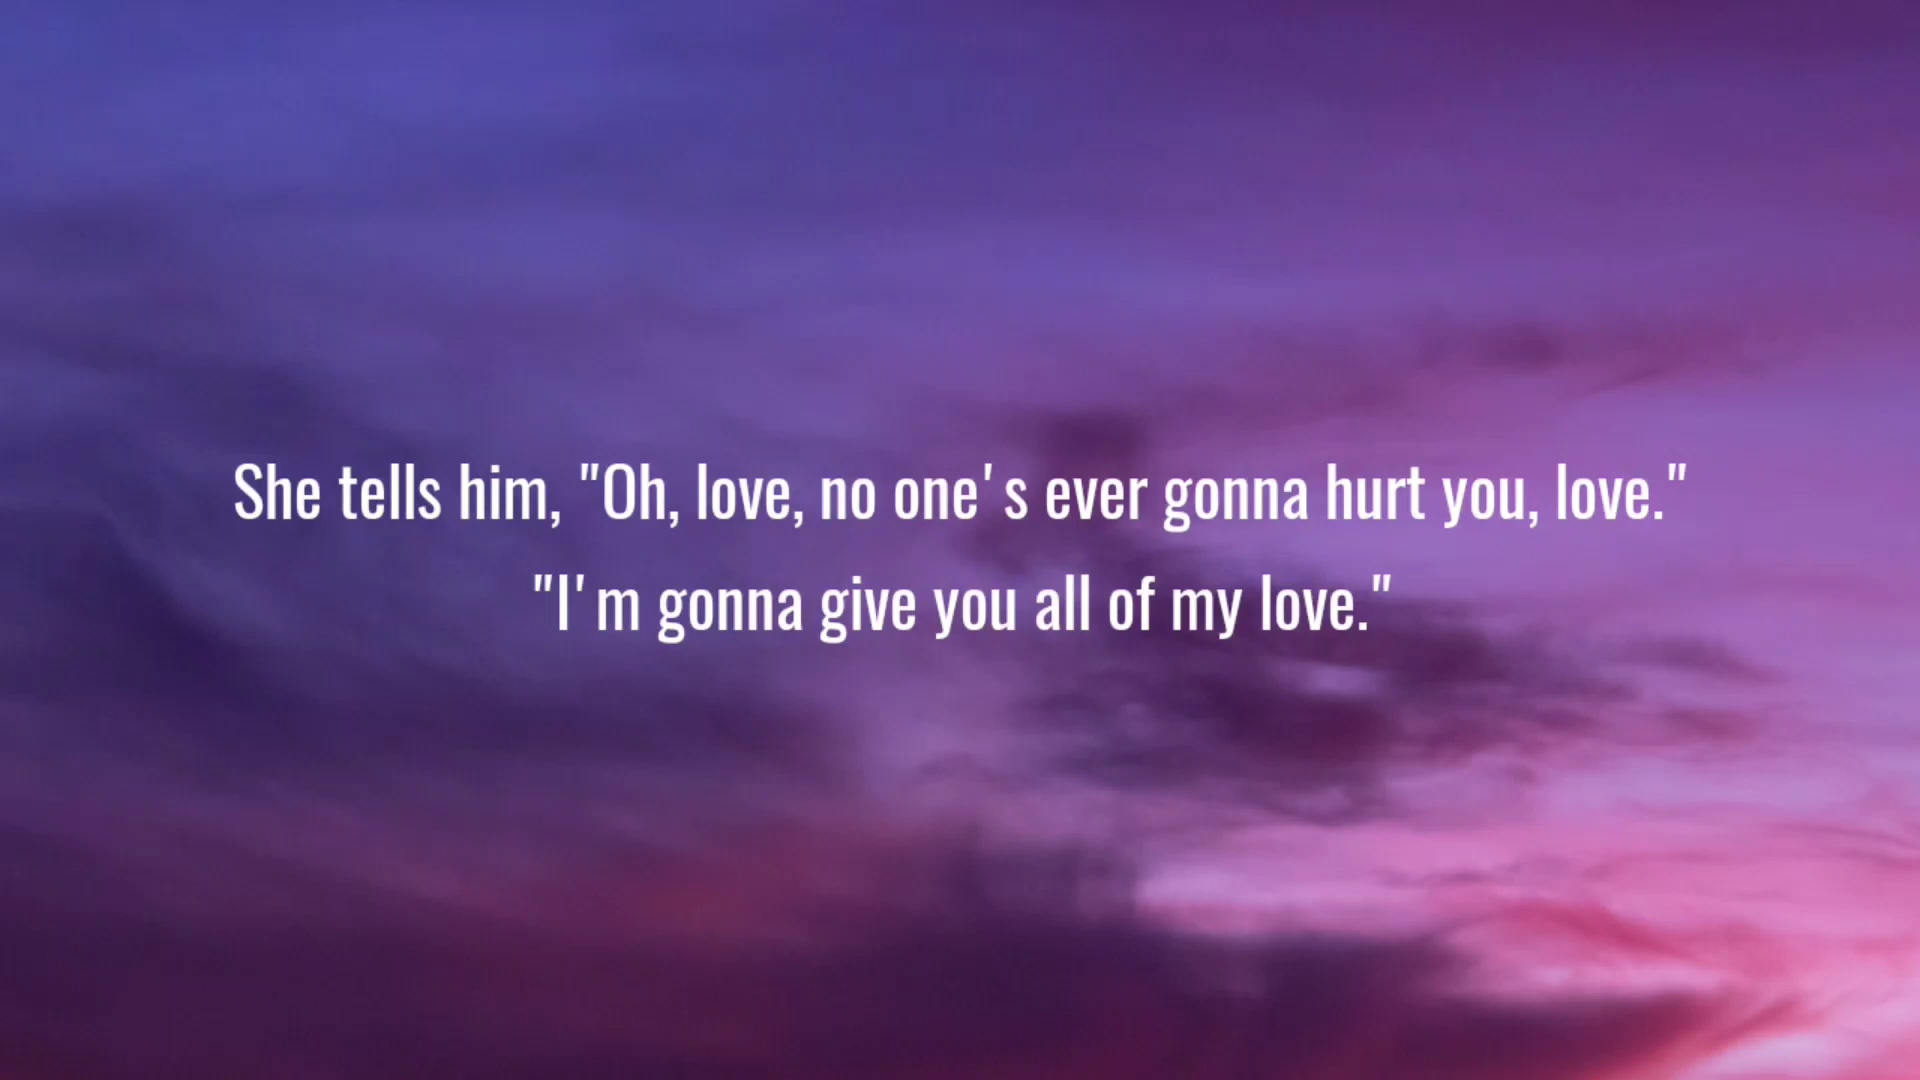 She tells him, "Oh, love, no one's ever gonna hurt you, love."
"I'm gonna give you all of my love."